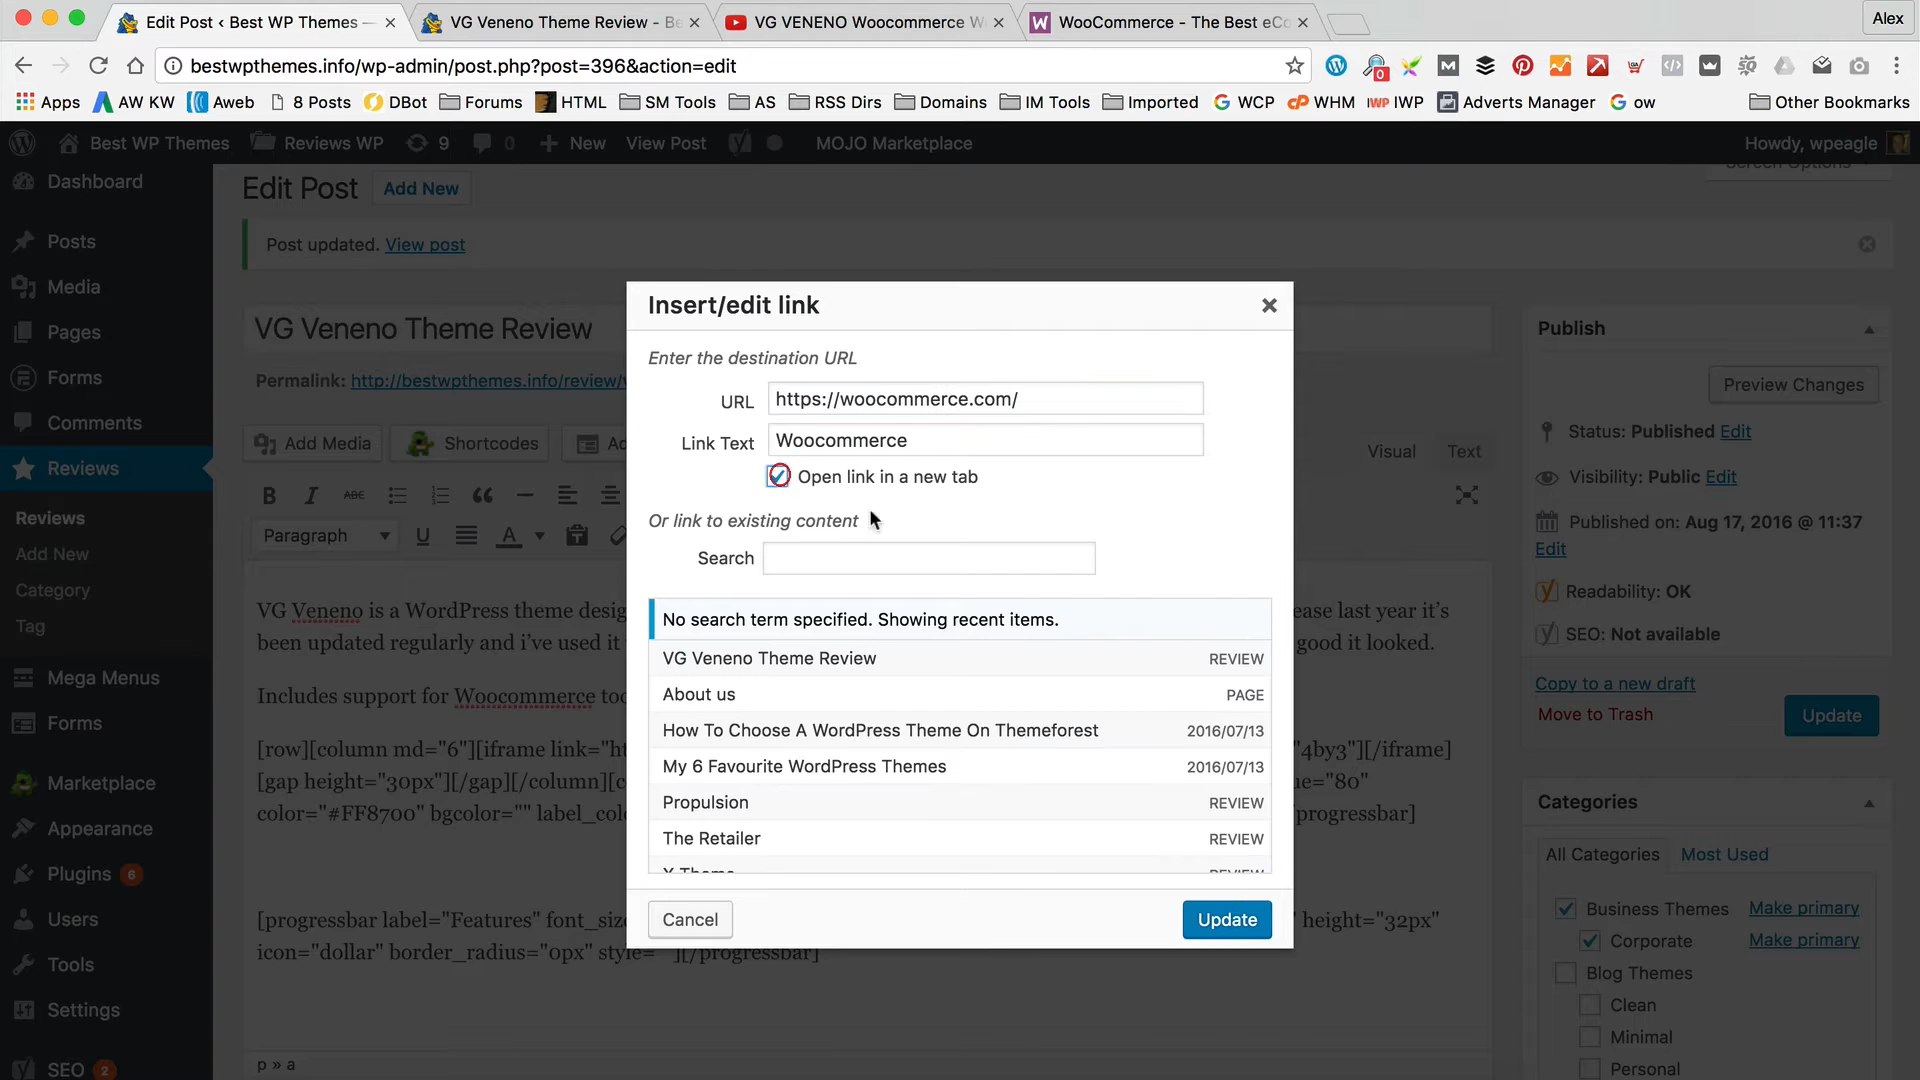 Edit Post ‹ Best WP Themes —
VG Veneno Theme Review - Be
VG VENENO Woocommerce W
WooCommerce - The Best eCo
Alex
bestwpthemes.info/wp-admin/post.php?post=396&action=edit
Apps
AW KW
Aweb
8 Posts
DBot
Forums
HTML
SM Tools
AS
RSS Dirs
Domains
IM Tools
Imported
WCP
WHM
IWP
Adverts Manager
ow
Other Bookmarks
Best WP Themes
Reviews WP
9
0
New
View Post
MOJO Marketplace
Howdy, wpeagle
Dashboard
Posts
Media
Pages
Forms
Comments
Reviews
Reviews
Add New
Category
Tag
Mega Menus
Forms
Marketplace
Appearance
Plugins 6
Users
Tools
Settings
SEO 2
Edit Post
Add New
Screen Options
Post updated. View post
VG Veneno Theme Review
Permalink: http://bestwpthemes.info/review/v
Add Media
Shortcodes
Ad
Visual
Text
Paragraph
VG Veneno is a WordPress theme desig
ease last year it's
been updated regularly and i've used it
good it looked.
Includes support for Woocommerce too
[row][column md="6"][iframe link="ht
"4by3"][/iframe]
[gap height="30px"][/gap][/column][c
ue="80"
color="#FF8700" bgcolor="" label_colo
/progressbar]
[progressbar label="Features" font_size
height="32px"
icon="dollar" border_radius="0px" style=" "][/progressbar]
p » a
Insert/edit link
Enter the destination URL
URL https://woocommerce.com/
Link Text Woocommerce
Open link in a new tab
Or link to existing content
Search
No search term specified. Showing recent items.
VG Veneno Theme Review REVIEW
About us PAGE
How To Choose A WordPress Theme On Themeforest 2016/07/13
My 6 Favourite WordPress Themes 2016/07/13
Propulsion REVIEW
The Retailer REVIEW
X Theme REVIEW
Cancel
Update
Publish
Preview Changes
Status: Published Edit
Visibility: Public Edit
Published on: Aug 17, 2016 @ 11:37
Edit
Readability: OK
SEO: Not available
Copy to a new draft
Move to Trash
Update
Categories
All Categories
Most Used
Business Themes Make primary
Corporate Make primary
Blog Themes
Clean
Minimal
Personal